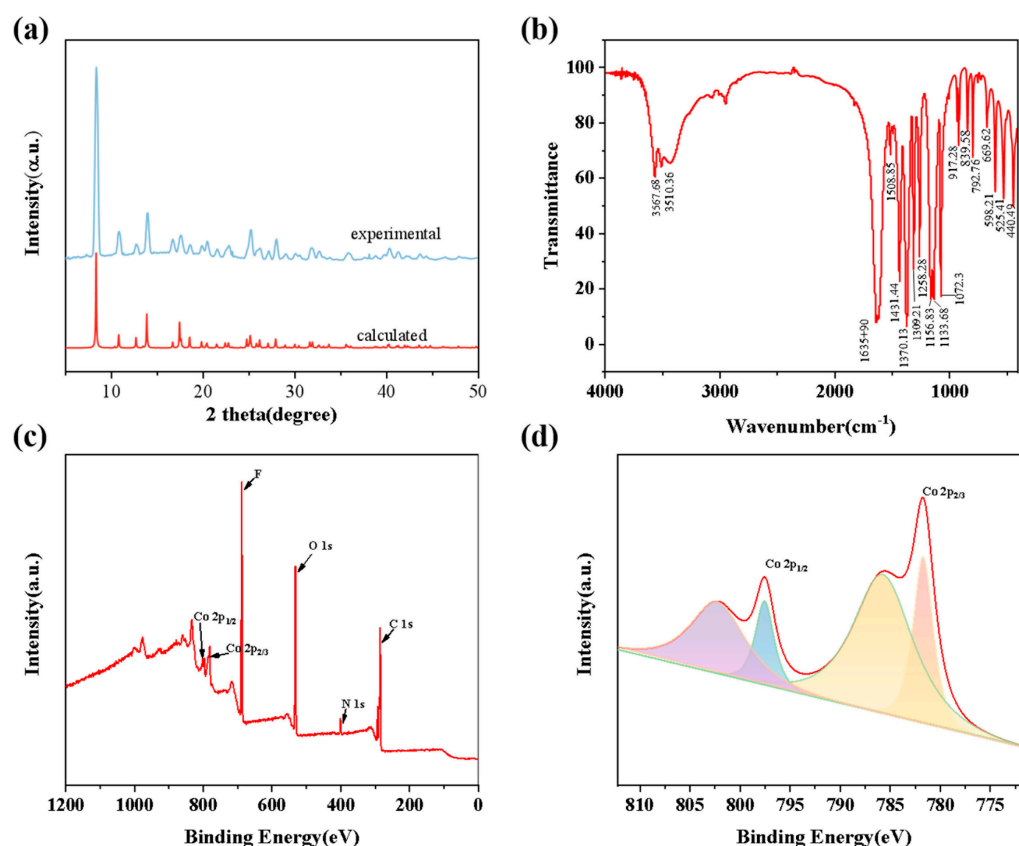 (a)
Intensity(α.u.)
experimental
calculated
10 20 30 40 50
2 theta(degree)
(b)
Transmittance
100
80
60
40
20
0
3567.68
3510.36
1635+90
1508.85
1431.44
1370.13
1309.21
1258.28
1156.83
1133.68
1072.3
917.28
839.58
792.76
669.62
598.21
525.41
440.49
4000 3000 2000 1000
Wavenumber(cm-1)
(c)
Intensity(a.u.)
F
O 1s
C 1s
Co 2p1/2
Co 2p2/3
N 1s
1200 1000 800 600 400 200 0
Binding Energy(eV)
(d)
Intensity(a.u.)
Co 2p2/3
Co 2p1/2
805 800 795 790 785 780 775
Binding Energy(eV)